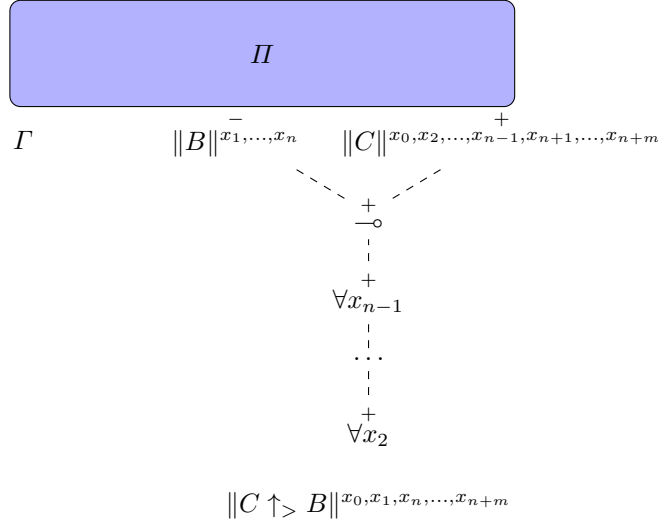 Π
− +
Γ ‖B‖^{x_1,...,x_n} ‖C‖^{x_0,x_2,...,x_{n−1},x_{n+1},...,x_{n+m}}
+
⊸
+
∀x_{n−1}
...
+
∀x_2
‖C ↑_> B‖^{x_0,x_1,x_n,...,x_{n+m}}